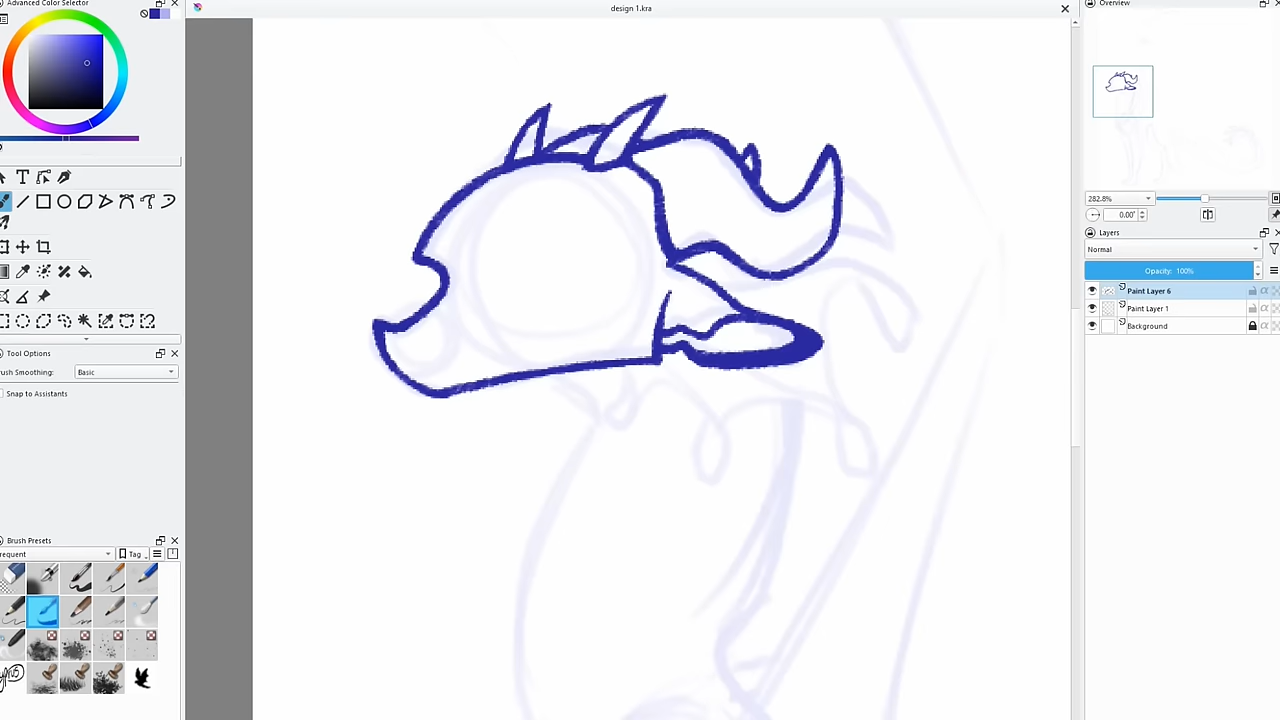 Advanced Color Selector
design 1.kra
Overview
282.8%
0.00°
Layers
Normal
Opacity: 100%
Paint Layer 6
Paint Layer 1
Background
Tool Options
rush Smoothing:
Basic
Snap to Assistants
Brush Presets
requent
Tag